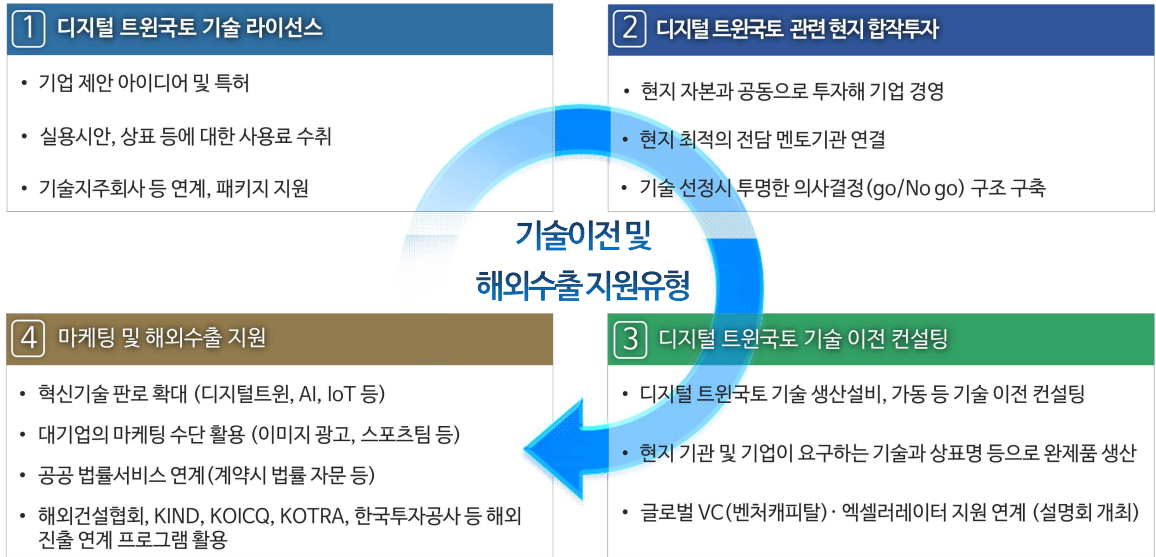 1 디지털 트윈국토 기술 라이선스
• 기업 제안 아이디어 및 특허
• 실용시안, 상표 등에 대한 사용료 수취
• 기술지주회사 등 연계, 패키지 지원
2 디지털 트윈국토 관련 현지 합작투자
• 현지 자본과 공동으로 투자해 기업 경영
• 현지 최적의 전담 멘토기관 연결
• 기술 선정시 투명한 의사결정(go/No go) 구조 구축
기술이전 및
해외수출 지원유형
3 디지털 트윈국토 기술 이전 컨설팅
• 디지털 트윈국토 기술 생산설비, 가동 등 기술 이전 컨설팅
• 현지 기관 및 기업이 요구하는 기술과 상표명 등으로 완제품 생산
• 글로벌 VC(벤처캐피탈)· 엑셀러레이터 지원 연계 (설명회 개최)
4 마케팅 및 해외수출 지원
• 혁신기술 판로 확대 (디지털트윈, AI, IoT 등)
• 대기업의 마케팅 수단 활용 (이미지 광고, 스포츠팀 등)
• 공공 법률서비스 연계(계약시 법률 자문 등)
• 해외건설협회, KIND, KOICQ, KOTRA, 한국투자공사 등 해외
진출 연계 프로그램 활용